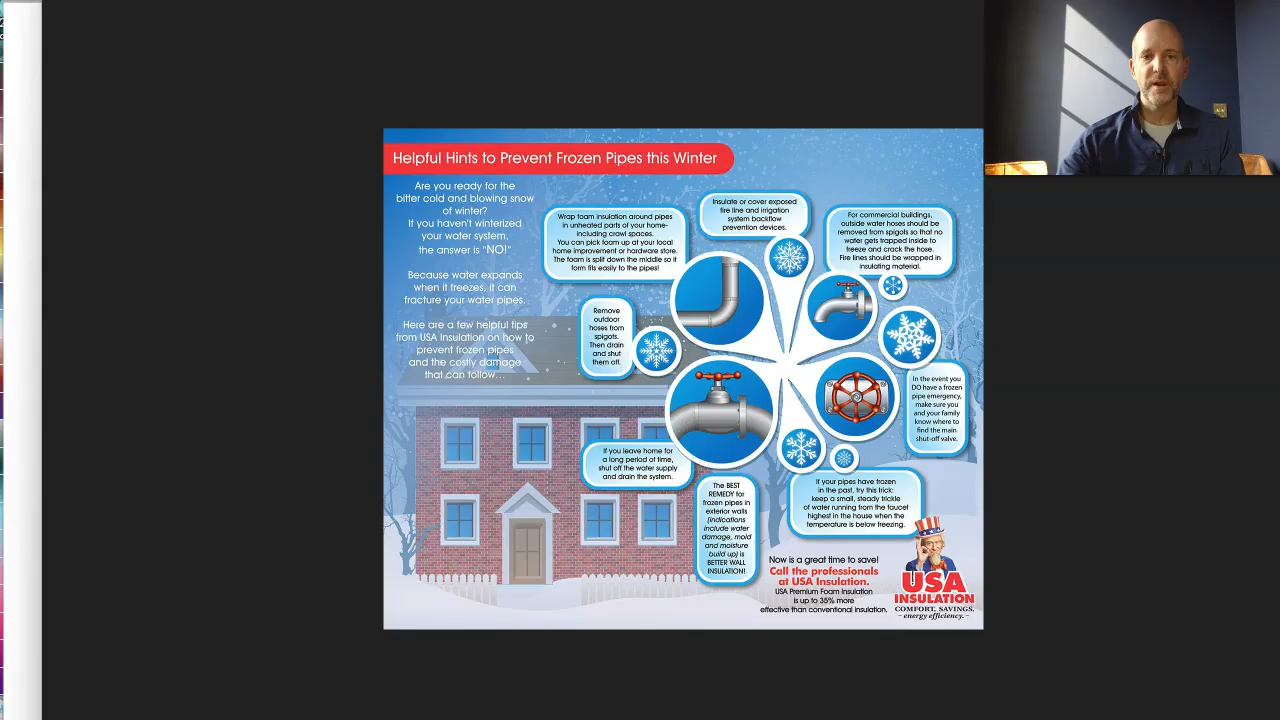 Helpful Hints to Prevent Frozen Pipes this Winter
Are you ready for the
bitter cold and blowing snow
of winter?
If you haven't winterized
your water system,
the answer is "NO!"
Because water expands
when it freezes, it can
fracture your water pipes.
Here are a few helpful tips
from USA Insulation on how to
prevent frozen pipes
and the costly damage
that can follow...
Wrap foam insulation around pipes
in unheated parts of your home-
including crawl spaces.
You can pick foam up at your local
home improvement or hardware store.
The foam is split down the middle so it
form fits easily to the pipes!
Insulate or cover exposed
fire line and irrigation
system backflow
prevention devices.
For commercial buildings,
outside water hoses should be
removed from spigots so that no
water gets trapped inside to
freeze and crack the hose.
Fire lines should be wrapped in
insulating material.
Remove
outdoor
hoses from
spigots.
Then drain
and shut
them off.
In the event you
DO have a frozen
pipe emergency,
make sure you
and your family
know where to
find the main
shut-off valve.
If you leave home for
a long period of time,
shut off the water supply
and drain the system.
The BEST
REMEDY for
frozen pipes in
exterior walls
(indications
include water
damage, mold
and moisture
build up) is
BETTER WALL
INSULATION!
If your pipes have frozen
in the past, try this trick:
keep a small, steady trickle
of water running from the faucet
highest in the house when the
temperature is below freezing.
Now is a great time to save!
Call the professionals
at USA Insulation.
USA Premium Foam Insulation
is up to 35% more
effective than conventional insulation.
USA
INSULATION
COMFORT. SAVINGS.
- energy efficiency. -